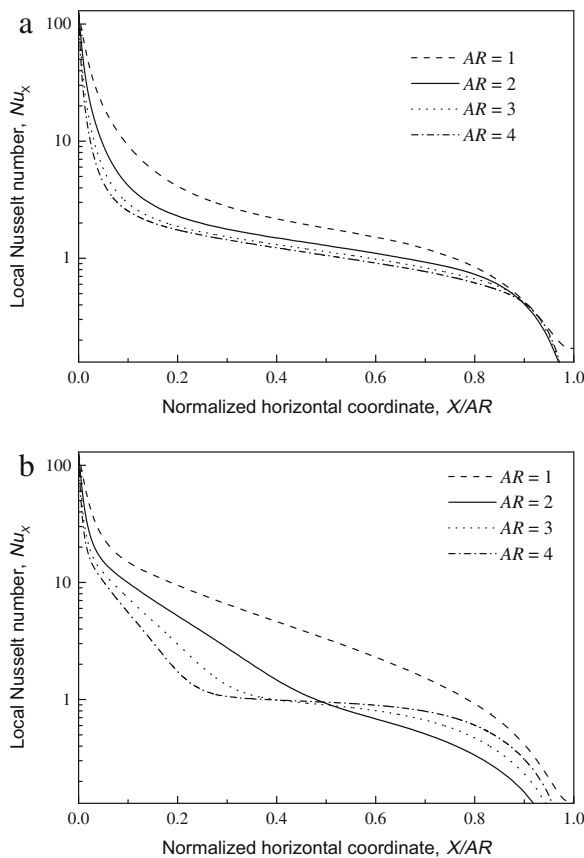 a
Local Nusselt number, Nux
100
10
1
AR = 1
AR = 2
AR = 3
AR = 4
0.0 0.2 0.4 0.6 0.8 1.0
Normalized horizontal coordinate, X/AR
b
Local Nusselt number, Nux
100
10
1
AR = 1
AR = 2
AR = 3
AR = 4
0.0 0.2 0.4 0.6 0.8 1.0
Normalized horizontal coordinate, X/AR